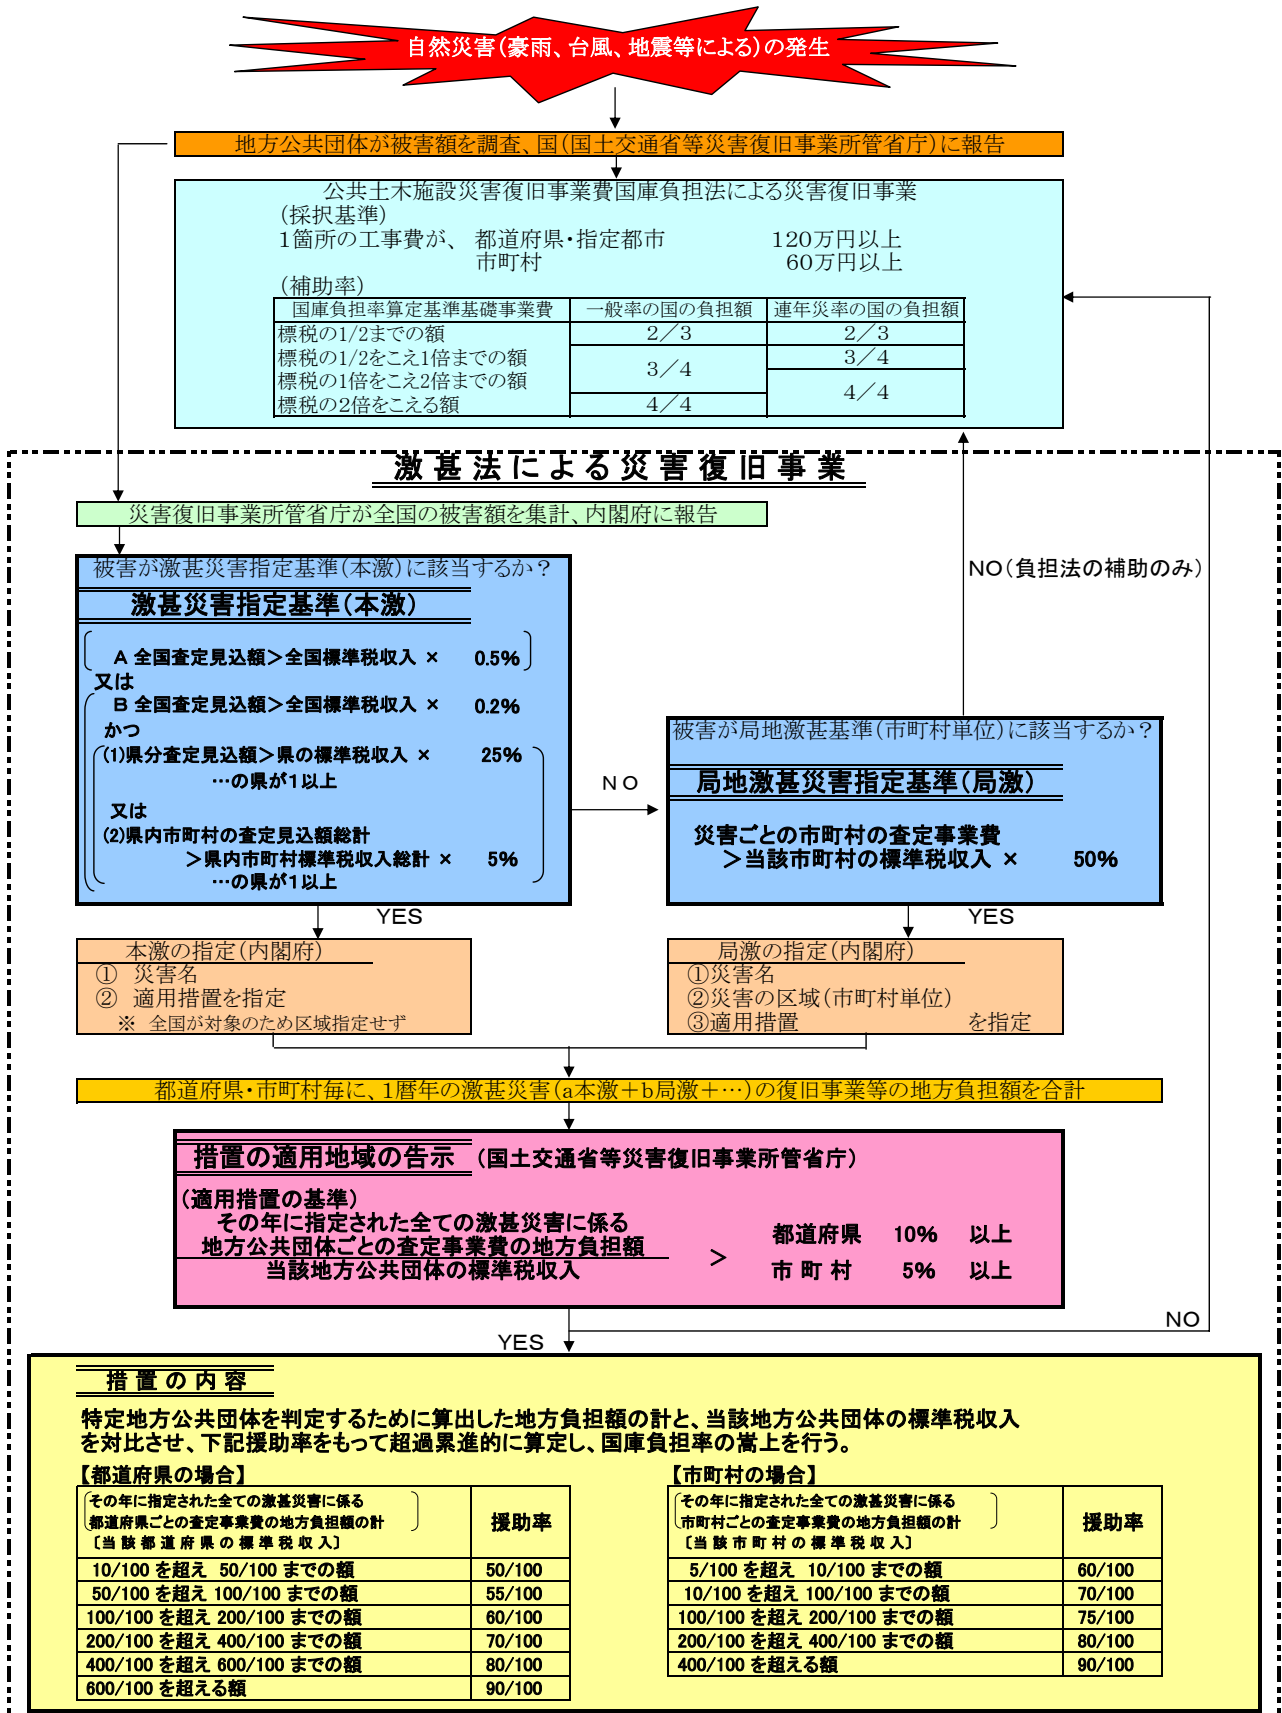 自然災害(豪雨、台風、地震等による)の発生
地方公共団体が被害額を調査、国(国土交通省等災害復旧事業所管省庁)に報告
公共土木施設災害復旧事業費国庫負担法による災害復旧事業
(採択基準)
1箇所の工事費が、 都道府県・指定都市 120万円以上
市町村 60万円以上
(補助率)
国庫負担率算定基準基礎事業費 一般率の国の負担額 連年災率の国の負担額
標税の1/2までの額 2/3 2/3
標税の1/2をこえ1倍までの額 3/4 3/4
標税の1倍をこえ2倍までの額 4/4
標税の2倍をこえる額 4/4
激甚法による災害復旧事業
災害復旧事業所管省庁が全国の被害額を集計、内閣府に報告
被害が激甚災害指定基準(本激)に該当するか?
激甚災害指定基準(本激)
A 全国査定見込額>全国標準税収入 × 0.5%
又は
B 全国査定見込額>全国標準税収入 × 0.2%
かつ
(1)県分査定見込額>県の標準税収入 × 25%
…の県が1以上
又は
(2)県内市町村の査定見込額総計
>県内市町村標準税収入総計 × 5%
…の県が1以上
NO
NO(負担法の補助のみ)
被害が局地激甚基準(市町村単位)に該当するか?
局地激甚災害指定基準(局激)
災害ごとの市町村の査定事業費
>当該市町村の標準税収入 × 50%
YES
YES
本激の指定(内閣府)
① 災害名
② 適用措置を指定
※ 全国が対象のため区域指定せず
局激の指定(内閣府)
①災害名
②災害の区域(市町村単位)
③適用措置 を指定
都道府県・市町村毎に、1暦年の激甚災害(a本激+b局激+…)の復旧事業等の地方負担額を合計
措置の適用地域の告示 (国土交通省等災害復旧事業所管省庁)
(適用措置の基準)
その年に指定された全ての激甚災害に係る
地方公共団体ごとの査定事業費の地方負担額
当該地方公共団体の標準税収入
>
都道府県 10% 以上
市町村 5% 以上
NO
YES
措置の内容
特定地方公共団体を判定するために算出した地方負担額の計と、当該地方公共団体の標準税収入
を対比させ、下記援助率をもって超過累進的に算定し、国庫負担率の嵩上を行う。
【都道府県の場合】
その年に指定された全ての激甚災害に係る
都道府県ごとの査定事業費の地方負担額の計
〔当該都道府県の標準税収入〕
援助率
10/100 を超え 50/100 までの額 50/100
50/100 を超え 100/100 までの額 55/100
100/100 を超え 200/100 までの額 60/100
200/100 を超え 400/100 までの額 70/100
400/100 を超え 600/100 までの額 80/100
600/100 を超える額 90/100
【市町村の場合】
その年に指定された全ての激甚災害に係る
市町村ごとの査定事業費の地方負担額の計
〔当該市町村の標準税収入〕
援助率
5/100 を超え 10/100 までの額 60/100
10/100 を超え 100/100 までの額 70/100
100/100 を超え 200/100 までの額 75/100
200/100 を超え 400/100 までの額 80/100
400/100 を超える額 90/100